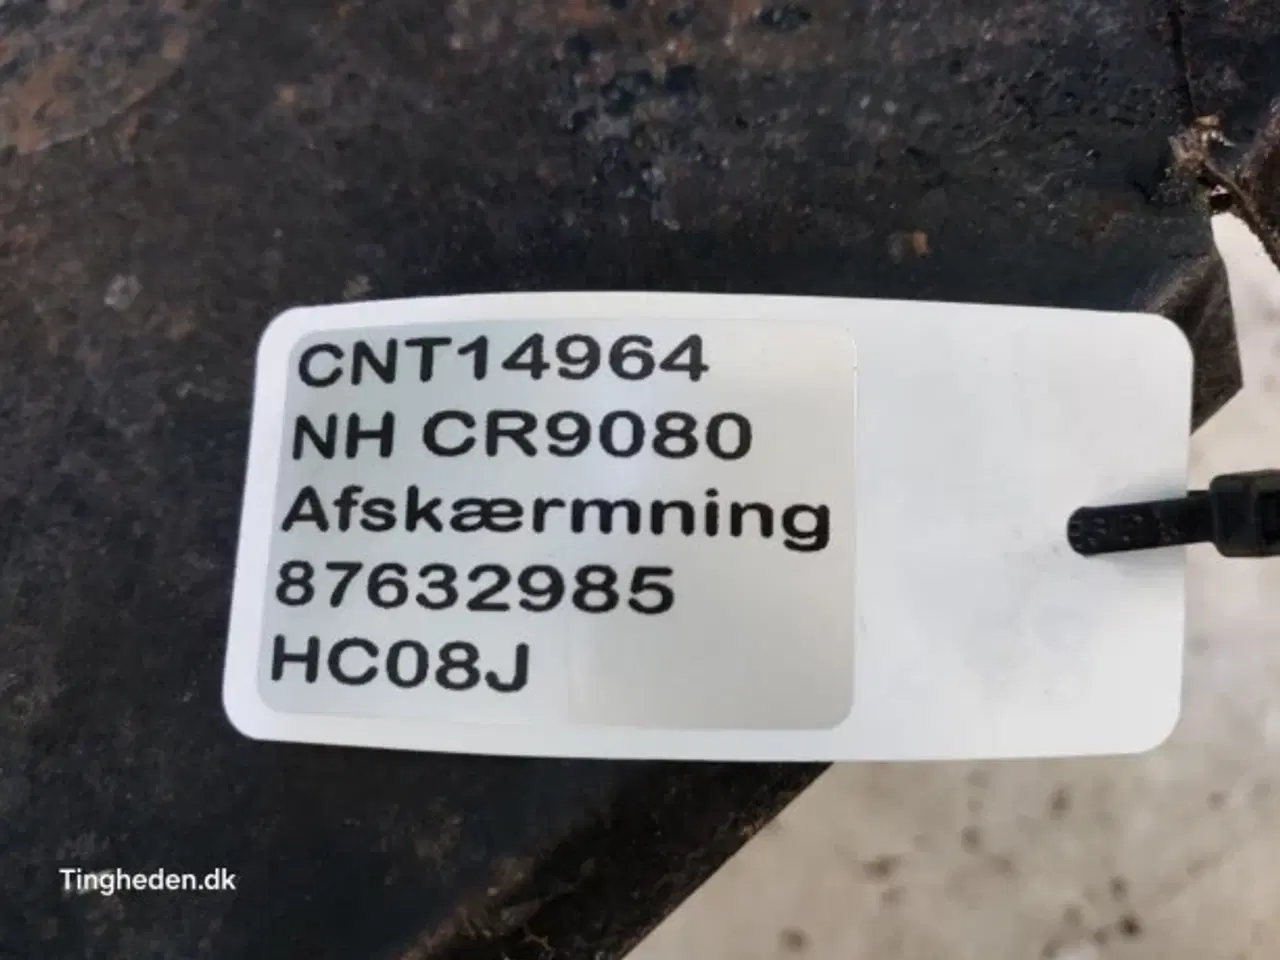 CNT14964
NH CR9080
Afskærmning
87632985
HC08J
Tingheden.dk